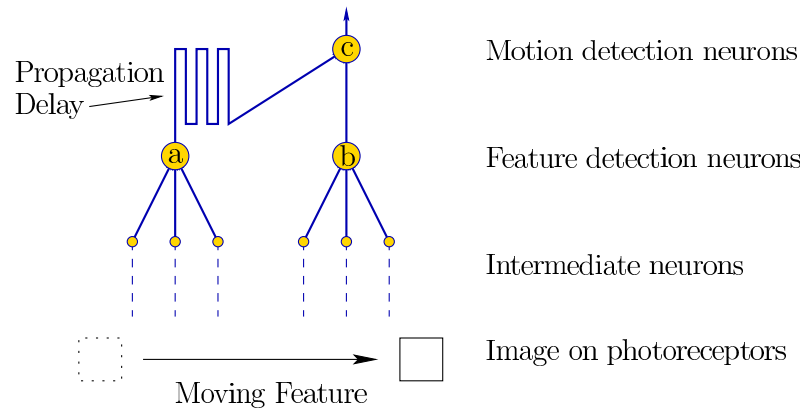 c
Motion detection neurons
Propagation
Delay
a
b
Feature detection neurons
Intermediate neurons
Image on photoreceptors
Moving Feature